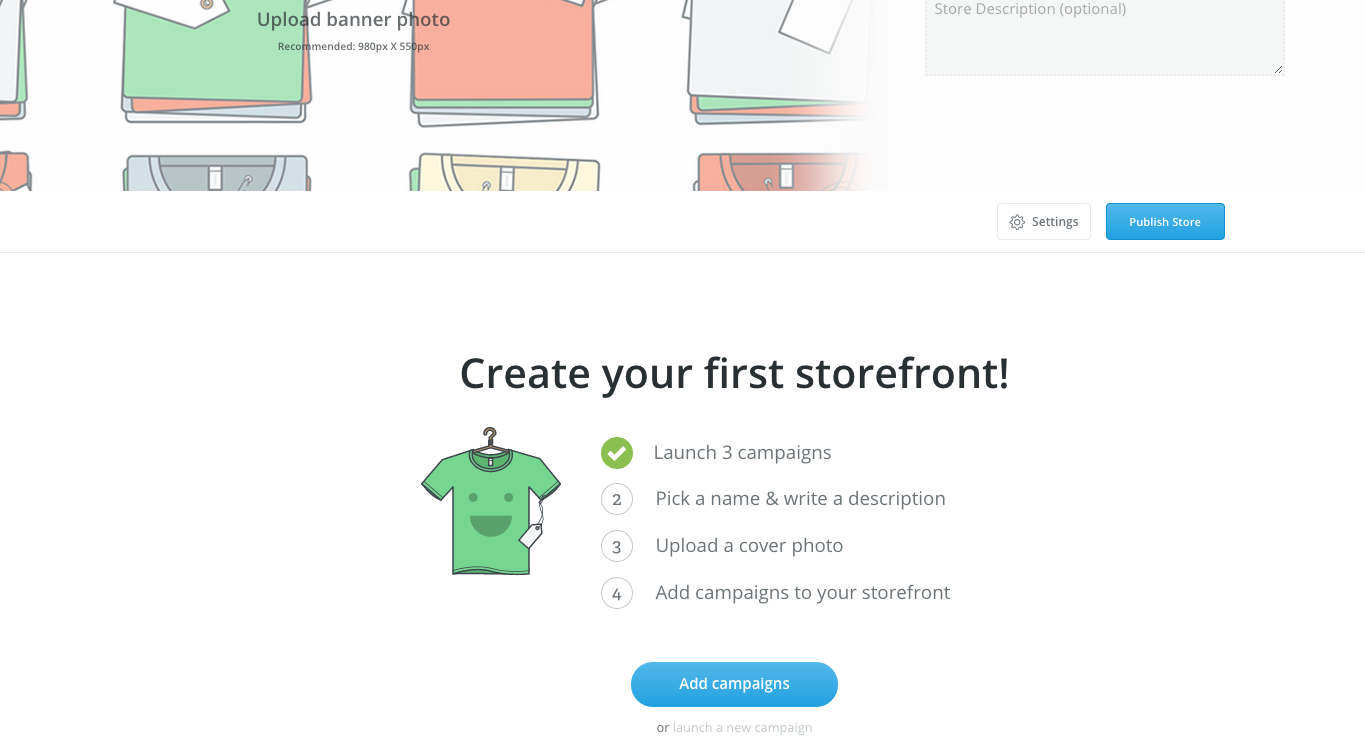 Upload banner photo
Recommended: 980px X 550px
Store Description (optional)
Settings
Publish Store
Create your first storefront!
Launch 3 campaigns
2 Pick a name & write a description
3 Upload a cover photo
4 Add campaigns to your storefront
Add campaigns
or launch a new campaign